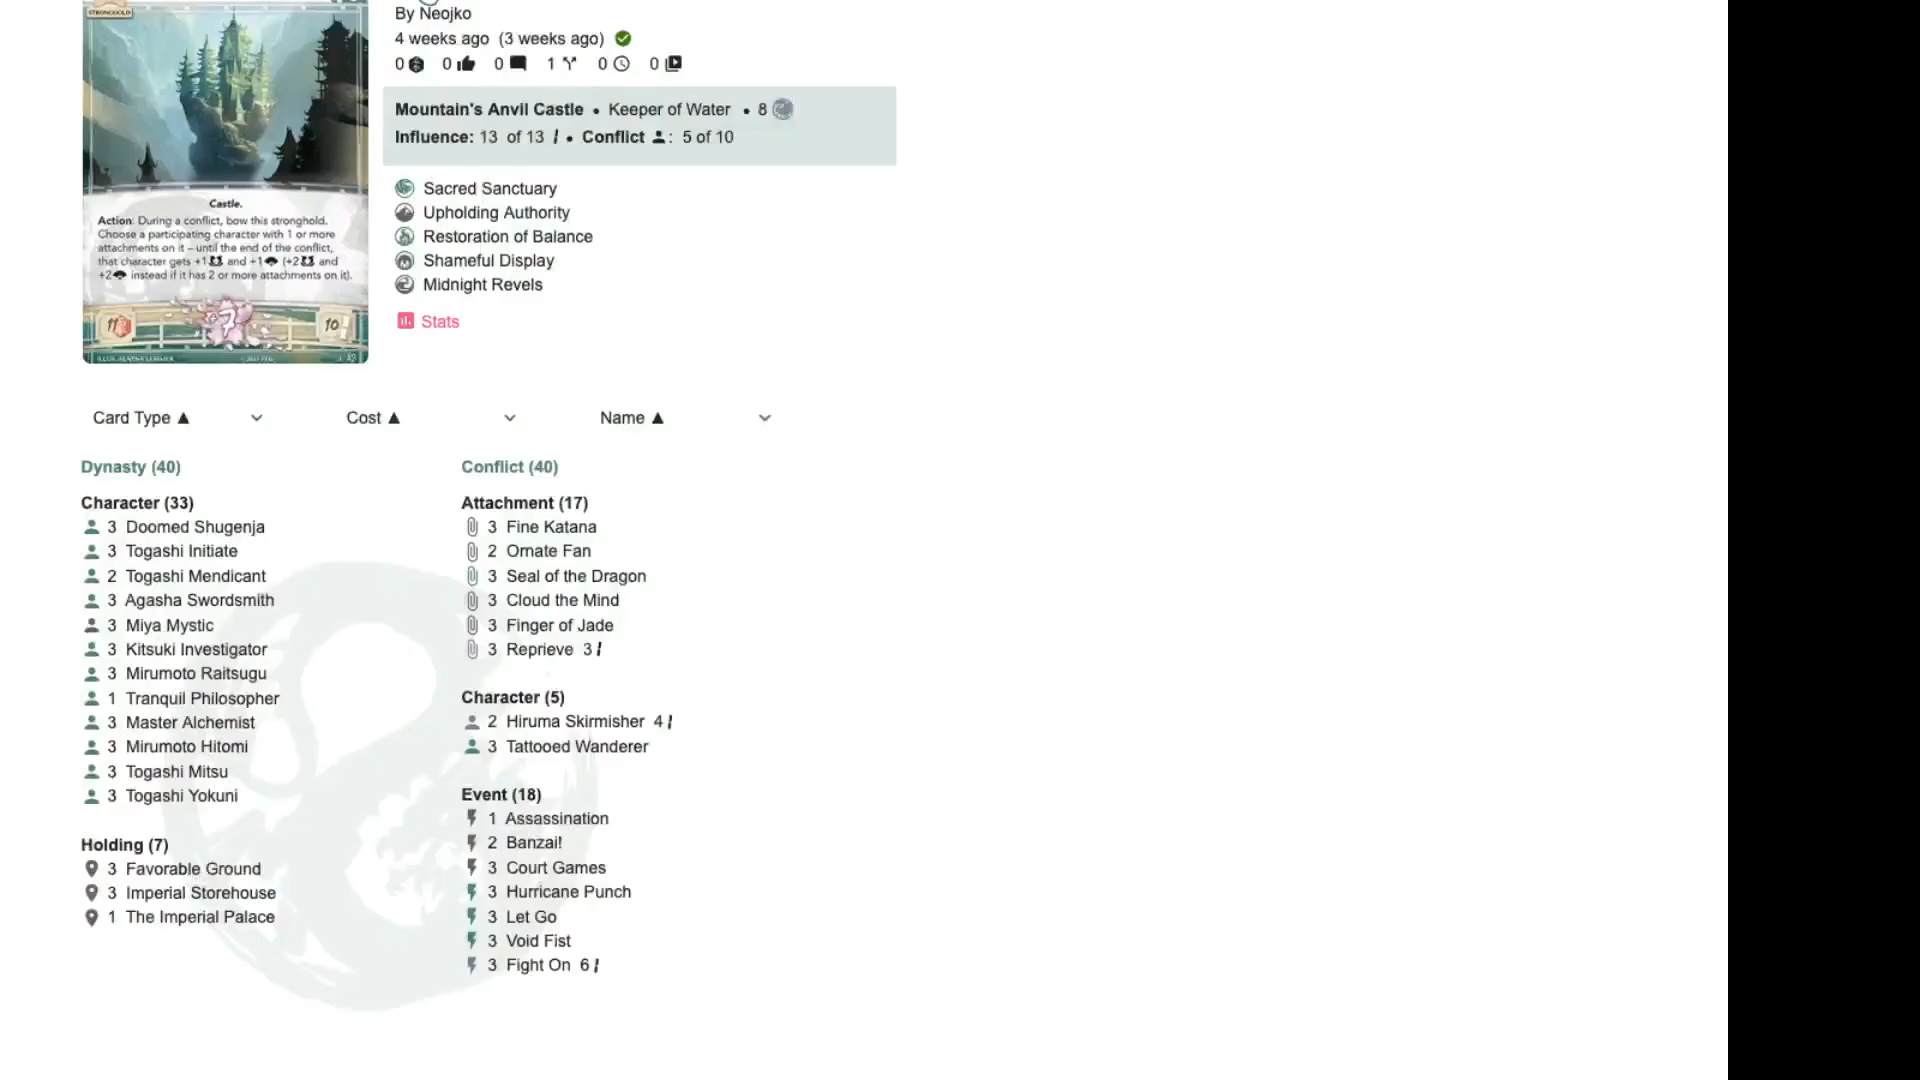 STRONGHOLD
By Neojko
4 weeks ago (3 weeks ago)
0 0 0 1 0 0
Mountain's Anvil Castle • Keeper of Water • 8
Influence: 13 of 13 • Conflict : 5 of 10
Sacred Sanctuary
Upholding Authority
Restoration of Balance
Shameful Display
Midnight Revels
Stats
Castle.
Action: During a conflict, bow this stronghold.
Choose a participating character with 1 or more
attachments on it – until the end of the conflict,
that character gets +1 and +1 (+2 and
+2 instead if it has 2 or more attachments on it).
11 +7 10
Card Type ▲ Cost ▲ Name ▲
Dynasty (40)
Character (33)
3 Doomed Shugenja
3 Togashi Initiate
2 Togashi Mendicant
3 Agasha Swordsmith
3 Miya Mystic
3 Kitsuki Investigator
3 Mirumoto Raitsugu
1 Tranquil Philosopher
3 Master Alchemist
3 Mirumoto Hitomi
3 Togashi Mitsu
3 Togashi Yokuni
Holding (7)
3 Favorable Ground
3 Imperial Storehouse
1 The Imperial Palace
Conflict (40)
Attachment (17)
3 Fine Katana
2 Ornate Fan
3 Seal of the Dragon
3 Cloud the Mind
3 Finger of Jade
3 Reprieve 3
Character (5)
2 Hiruma Skirmisher 4
3 Tattooed Wanderer
Event (18)
1 Assassination
2 Banzai!
3 Court Games
3 Hurricane Punch
3 Let Go
3 Void Fist
3 Fight On 6